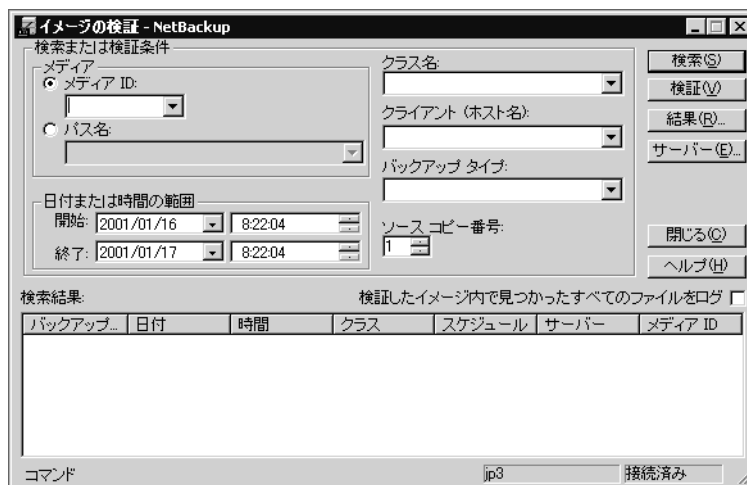 イメージの検証 - NetBackup
検索または検証条件
メディア
メディア ID:
パス名:
日付または時間の範囲
開始: 2001/01/16 8:22:04
終了: 2001/01/17 8:22:04
クラス名:
クライアント (ホスト名):
バックアップ タイプ:
ソース コピー番号:
1
検索(S)
検証(V)
結果(R)...
サーバー(E)...
閉じる(C)
ヘルプ(H)
検索結果: 検証したイメージ内で見つかったすべてのファイルをログ
バックアップ... 日付 時間 クラス スケジュール サーバー メディア ID
コマンド jp3 接続済み